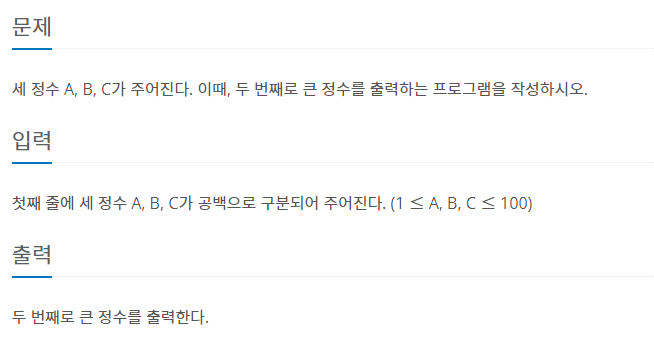 문제
세 정수 A, B, C가 주어진다. 이때, 두 번째로 큰 정수를 출력하는 프로그램을 작성하시오.
입력
첫째 줄에 세 정수 A, B, C가 공백으로 구분되어 주어진다. (1 ≤ A, B, C ≤ 100)
출력
두 번째로 큰 정수를 출력한다.